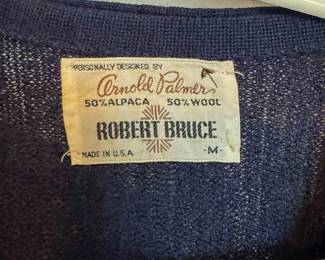 PERSONALLY DESIGNED BY
Arnold Palmer
50% ALPACA 50% WOOL
ROBERT BRUCE
MADE IN U.S.A. -M-